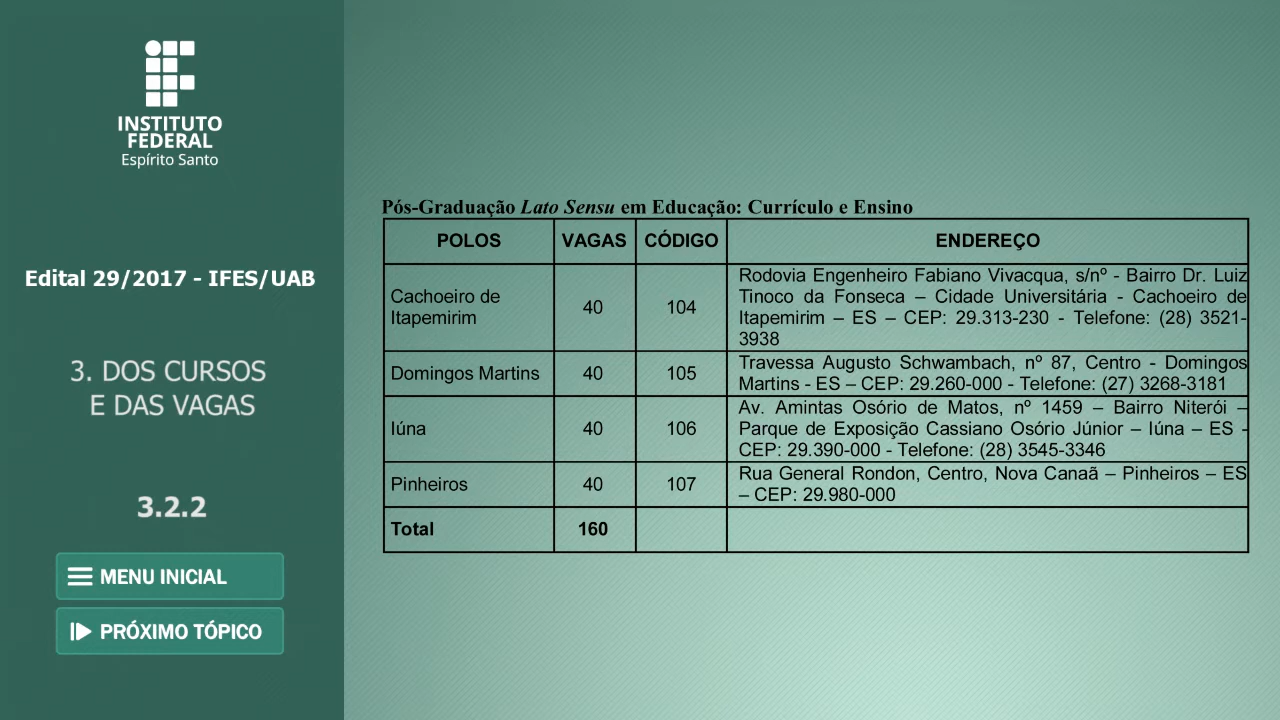 INSTITUTO
FEDERAL
Espírito Santo
Edital 29/2017 - IFES/UAB
3. DOS CURSOS
E DAS VAGAS
3.2.2
MENU INICIAL
PRÓXIMO TÓPICO
Pós-Graduação Lato Sensu em Educação: Currículo e Ensino
POLOS VAGAS CÓDIGO ENDEREÇO
Cachoeiro de
Itapemirim
40
104
Rodovia Engenheiro Fabiano Vivacqua, s/nº - Bairro Dr. Luiz
Tinoco da Fonseca – Cidade Universitária - Cachoeiro de
Itapemirim – ES – CEP: 29.313-230 - Telefone: (28) 3521-
3938
Domingos Martins
40
105
Travessa Augusto Schwambach, nº 87, Centro - Domingos
Martins - ES – CEP: 29.260-000 - Telefone: (27) 3268-3181
Iúna
40
106
Av. Amintas Osório de Matos, nº 1459 – Bairro Niterói –
Parque de Exposição Cassiano Osório Júnior – Iúna – ES -
CEP: 29.390-000 - Telefone: (28) 3545-3346
Pinheiros
40
107
Rua General Rondon, Centro, Nova Canaã – Pinheiros – ES
– CEP: 29.980-000
Total 160